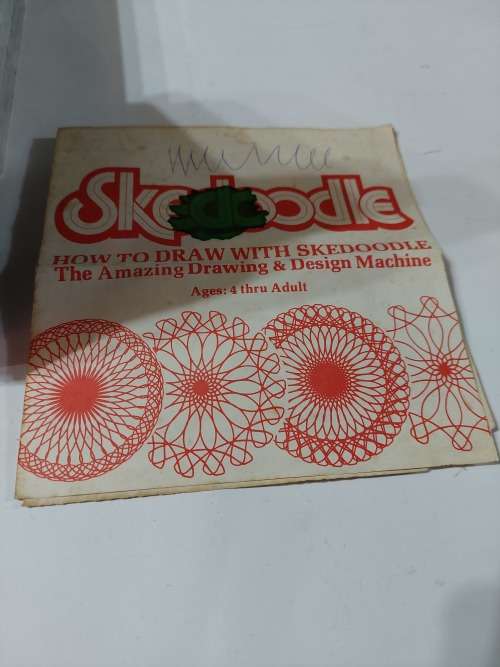 Skedoodle
HOW TO DRAW WITH SKEDOODLE
The Amazing Drawing & Design Machine
Ages: 4 thru Adult